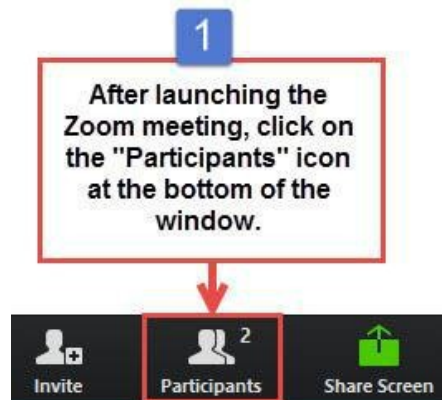 1
After launching the
Zoom meeting, click on
the "Participants" icon
at the bottom of the
window.
2
Invite
Participants
Share Screen